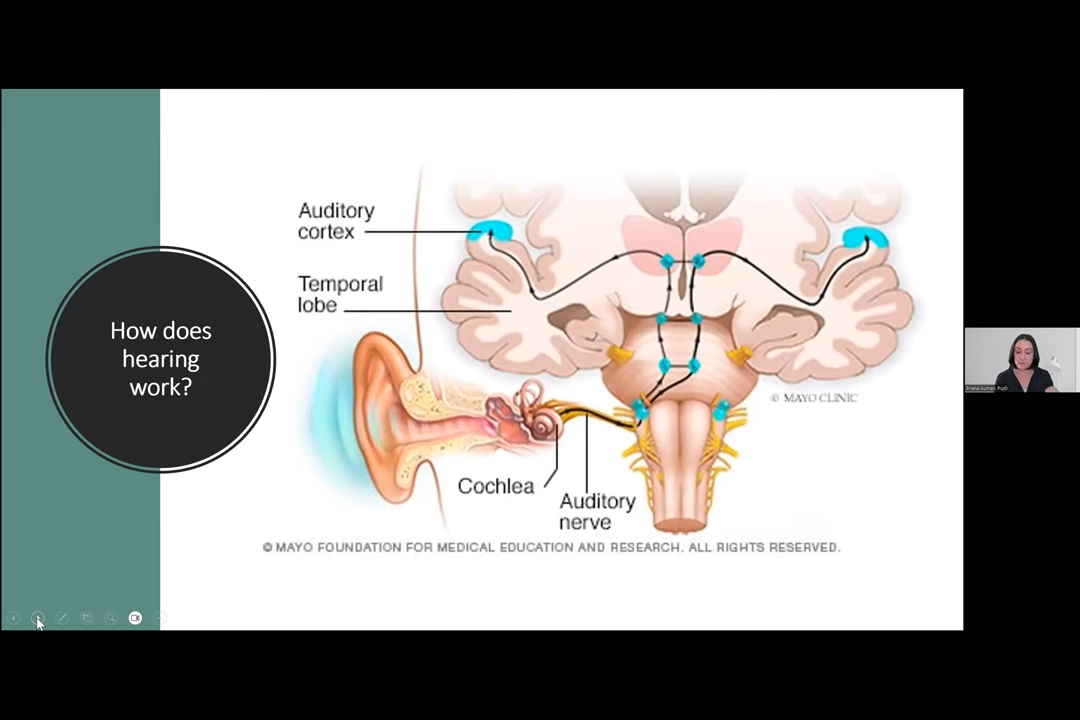 How does
hearing
work?
Auditory
cortex
Temporal
lobe
Cochlea
Auditory
nerve
© MAYO CLINIC
© MAYO FOUNDATION FOR MEDICAL EDUCATION AND RESEARCH. ALL RIGHTS RESERVED.
PsyD